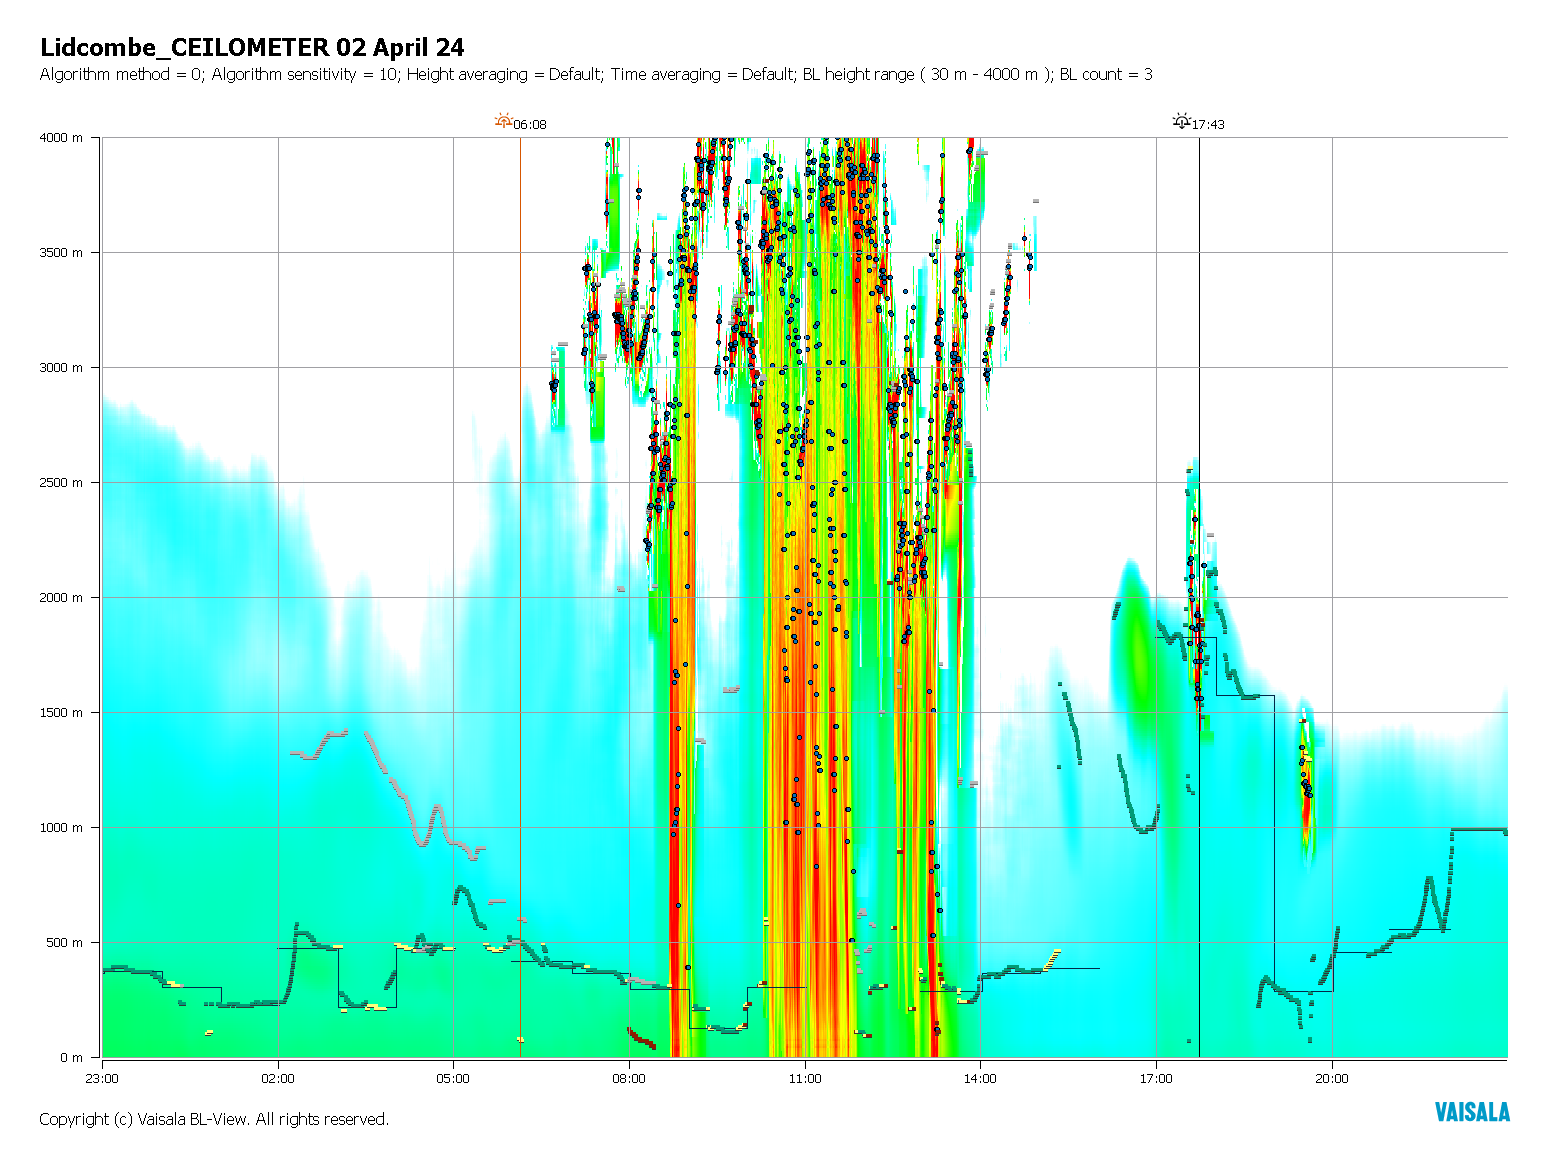 Lidcombe_CEILOMETER 02 April 24
Algorithm method = 0; Algorithm sensitivity = 10; Height averaging = Default; Time averaging = Default; BL height range ( 30 m - 4000 m ); BL count = 3
06:08
17:43
4000 m
3500 m
3000 m
2500 m
2000 m
1500 m
1000 m
500 m
0 m
23:00
02:00
05:00
08:00
11:00
14:00
17:00
20:00
Copyright (c) Vaisala BL-View. All rights reserved.
VAISALA